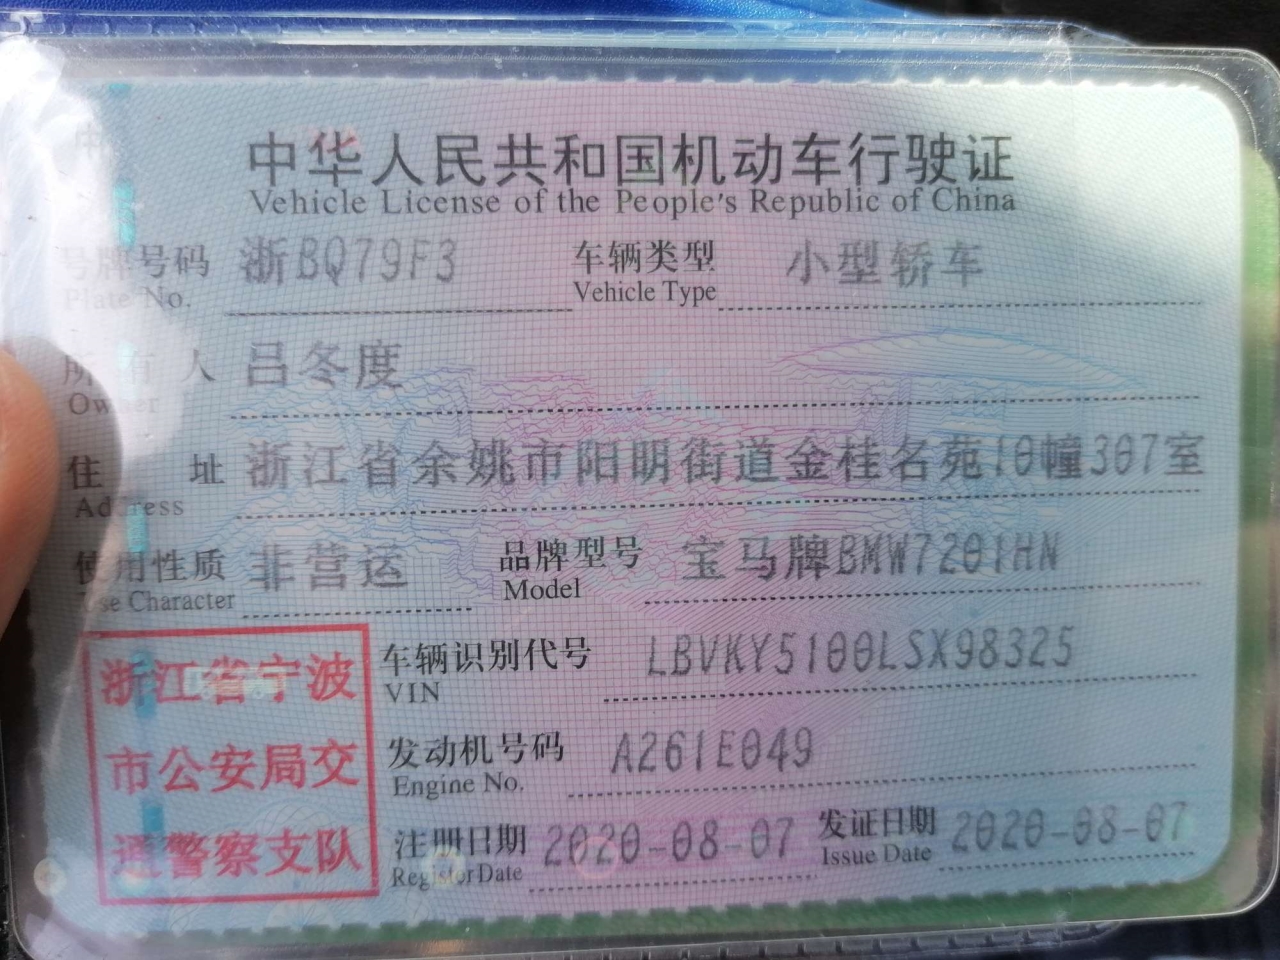 中华人民共和国机动车行驶证
Vehicle License of the People's Republic of China
号牌号码 浙BQ79F3 车辆类型 小型轿车
Plate No. Vehicle Type
所有人 吕冬度
Owner
住址 浙江省余姚市阳明街道金桂名苑10幢307室
Address
使用性质 非营运 品牌型号 宝马牌BMW7201HN
Use Character Model
浙江省宁波
市公安局交
通警察支队
车辆识别代号 LBVKY5100LSX98325
VIN
发动机号码 A261E049
Engine No.
注册日期 2020-08-07 发证日期 2020-08-07
Register Date Issue Date